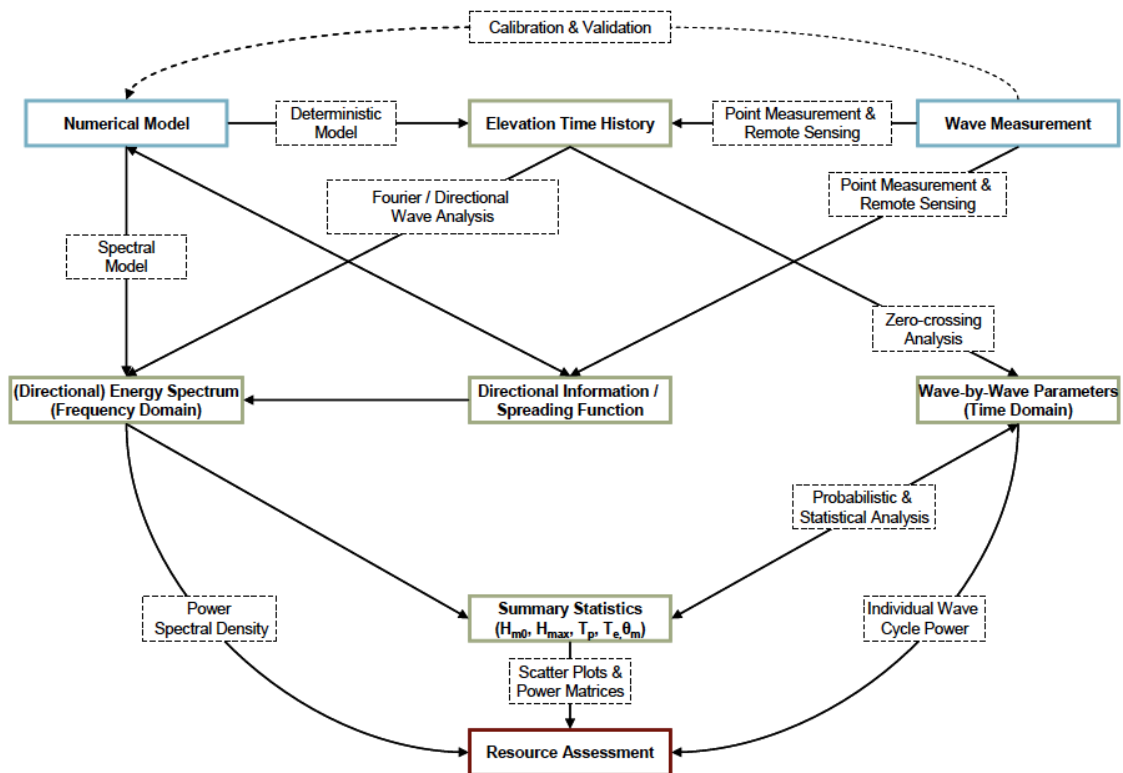 Calibration & Validation
Numerical Model
Deterministic
Model
Elevation Time History
Point Measurement &
Remote Sensing
Wave Measurement
Fourier / Directional
Wave Analysis
Point Measurement &
Remote Sensing
Spectral
Model
Zero-crossing
Analysis
(Directional) Energy Spectrum
(Frequency Domain)
Directional Information /
Spreading Function
Wave-by-Wave Parameters
(Time Domain)
Probabilistic &
Statistical Analysis
Power
Spectral Density
Summary Statistics
(Hm0, Hmax, Tp, Te,θm)
Individual Wave
Cycle Power
Scatter Plots &
Power Matrices
Resource Assessment